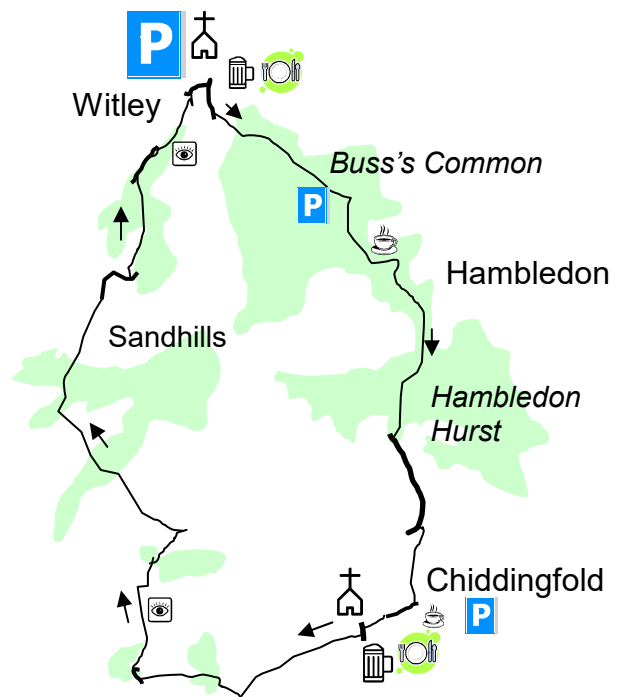 P
Witley
Buss's Common
P
Hambledon
Sandhills
Hambledon
Hurst
Chiddingfold
P